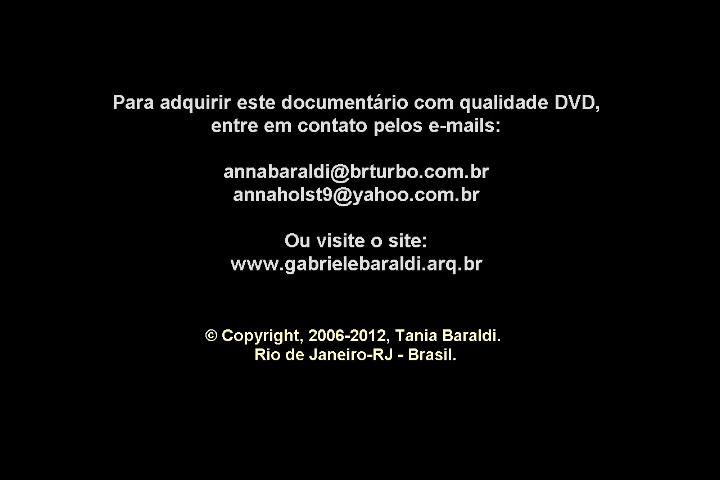 Para adquirir este documentário com qualidade DVD,
entre em contato pelos e-mails:
annabaraldi@brturbo.com.br
annaholst9@yahoo.com.br
Ou visite o site:
www.gabrielebaraldi.arq.br
© Copyright, 2006-2012, Tania Baraldi.
Rio de Janeiro-RJ - Brasil.